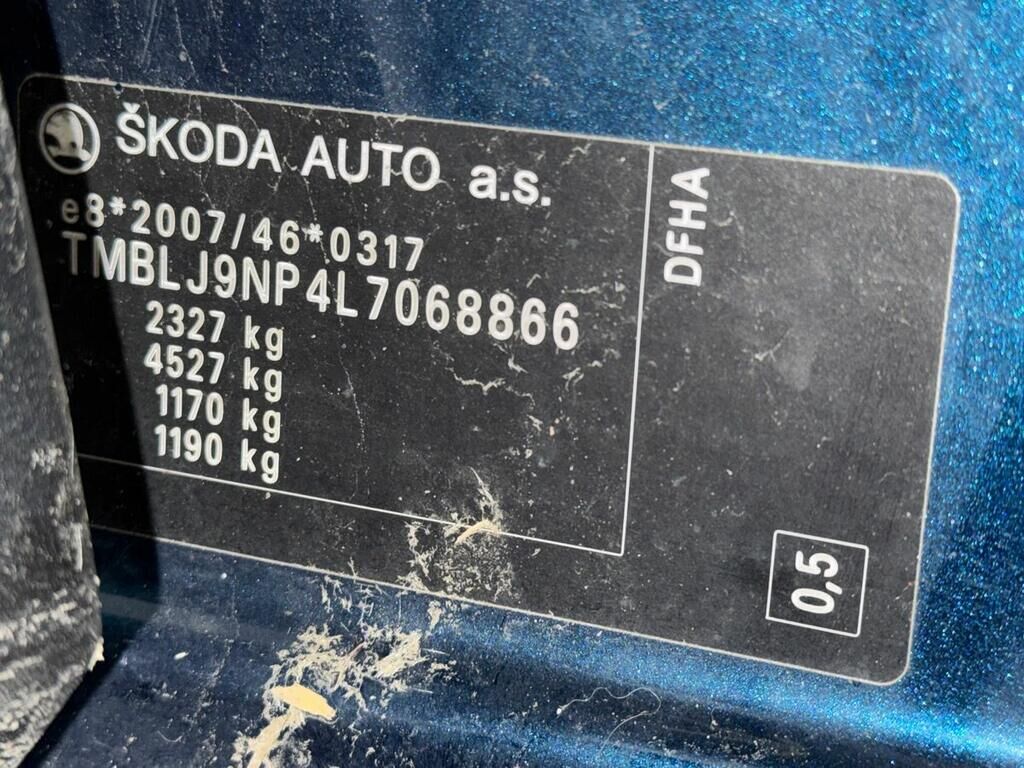 ŠKODA AUTO a.s.
e8*2007/46*0317
TMBLJ9NP4L7068866
2327 kg
4527 kg
1170 kg
1190 kg
DFHA
0,5